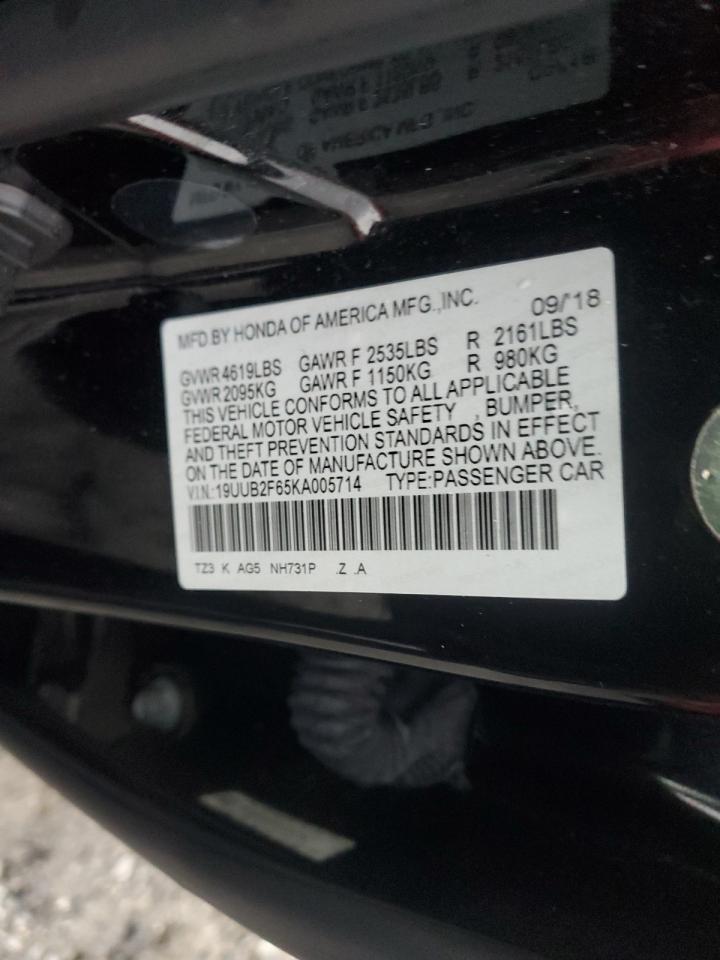 MFD BY HONDA OF AMERICA MFG.,INC. 09/'18
GVWR 4619LBS GAWR F 2535LBS R 2161LBS
GVWR 2095KG GAWR F 1150KG R 980KG
THIS VEHICLE CONFORMS TO ALL APPLICABLE
FEDERAL MOTOR VEHICLE SAFETY , BUMPER,
AND THEFT PREVENTION STANDARDS IN EFFECT
ON THE DATE OF MANUFACTURE SHOWN ABOVE.
V.I.N.:19UUB2F65KA005714 TYPE:PASSENGER CAR
TZ3 K AG5 NH731P .Z .A